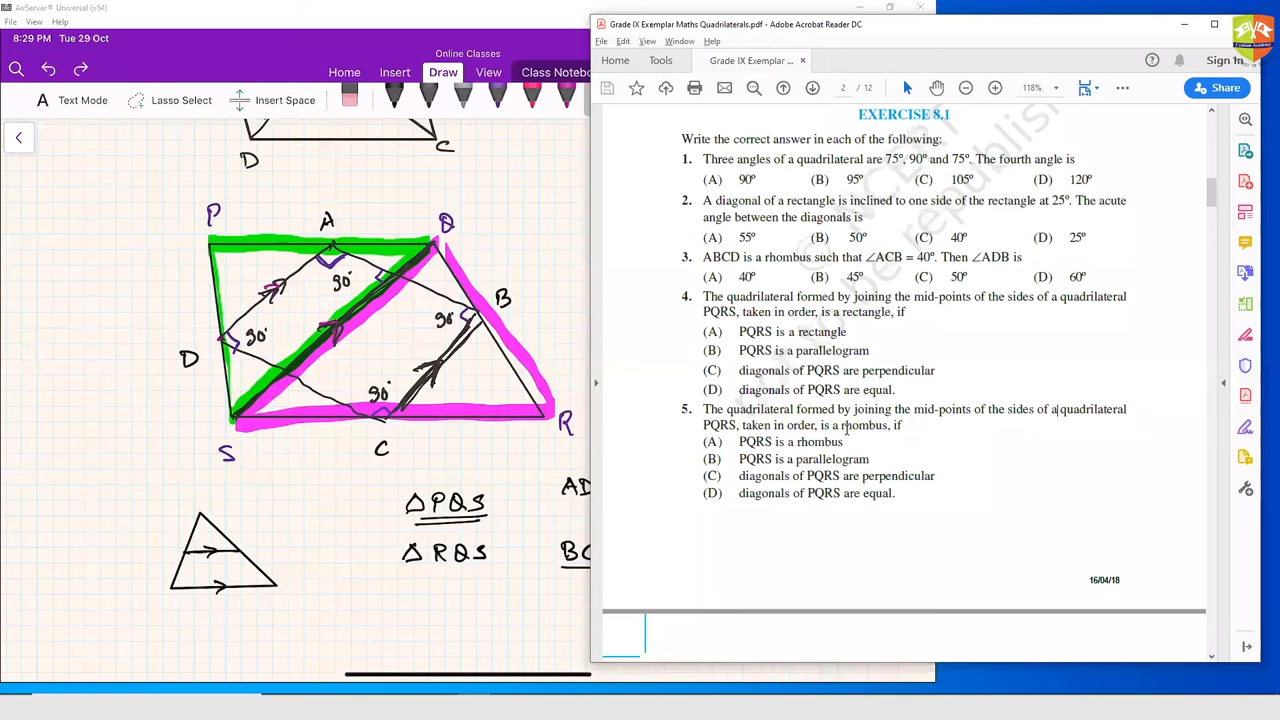 AirServer® Universal (x64)
File View Help
8:29 PM Tue 29 Oct
Online Classes
Home Insert Draw View Class Notebo
A Text Mode Lasso Select Insert Space
D C
P A Q
90°
B
90°
D 90°
90°
S C R
△PQS AD
△RQS BC
Grade IX Exemplar Maths Quadrilaterals.pdf - Adobe Acrobat Reader DC
File Edit View Window Help
Home Tools Grade IX Exemplar ... × Sign In
2 / 12 118% Share
EXERCISE 8.1
Write the correct answer in each of the following:
1. Three angles of a quadrilateral are 75º, 90º and 75º. The fourth angle is
(A) 90º (B) 95º (C) 105º (D) 120º
2. A diagonal of a rectangle is inclined to one side of the rectangle at 25º. The acute
angle between the diagonals is
(A) 55º (B) 50º (C) 40º (D) 25º
3. ABCD is a rhombus such that ∠ACB = 40º. Then ∠ADB is
(A) 40º (B) 45º (C) 50º (D) 60º
4. The quadrilateral formed by joining the mid-points of the sides of a quadrilateral
PQRS, taken in order, is a rectangle, if
(A) PQRS is a rectangle
(B) PQRS is a parallelogram
(C) diagonals of PQRS are perpendicular
(D) diagonals of PQRS are equal.
5. The quadrilateral formed by joining the mid-points of the sides of a quadrilateral
PQRS, taken in order, is a rhombus, if
(A) PQRS is a rhombus
(B) PQRS is a parallelogram
(C) diagonals of PQRS are perpendicular
(D) diagonals of PQRS are equal.
16/04/18